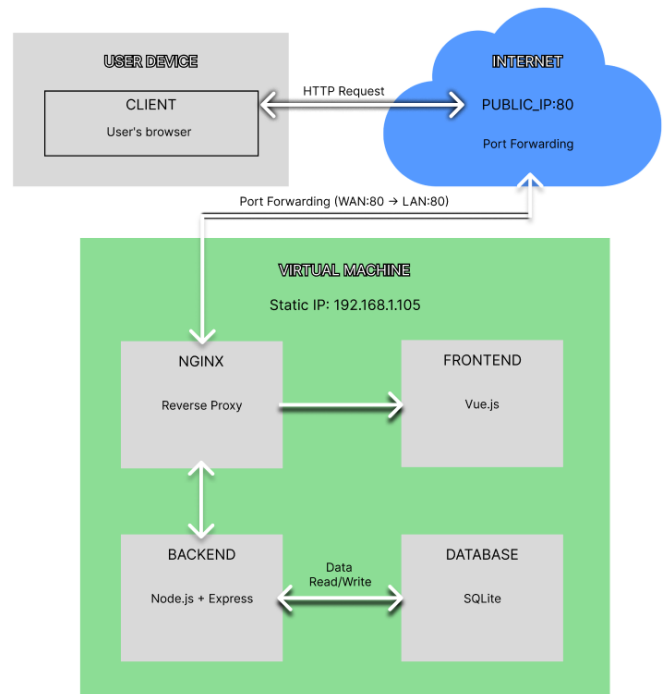 USER DEVICE
CLIENT
User's browser
HTTP Request
INTERNET
PUBLIC_IP:80
Port Forwarding
Port Forwarding (WAN:80 → LAN:80)
VIRTUAL MACHINE
Static IP: 192.168.1.105
NGINX
Reverse Proxy
FRONTEND
Vue.js
BACKEND
Node.js + Express
Data
Read/Write
DATABASE
SQLite